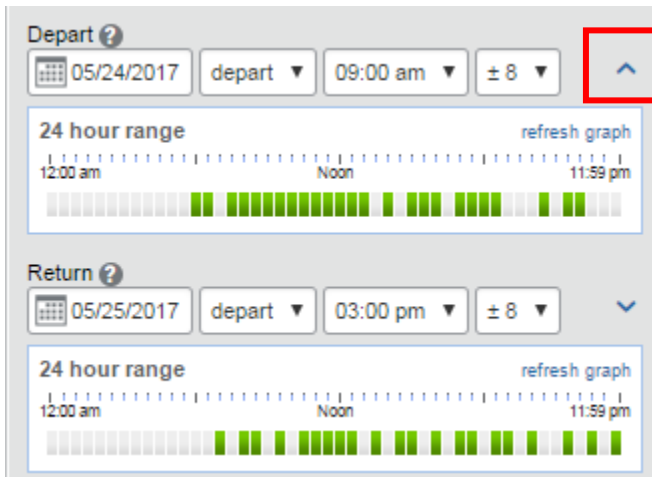 Depart ?
05/24/2017 depart 09:00 am ± 8
24 hour range refresh graph
12:00 am Noon 11:59 pm
Return ?
05/25/2017 depart 03:00 pm ± 8
24 hour range refresh graph
12:00 am Noon 11:59 pm